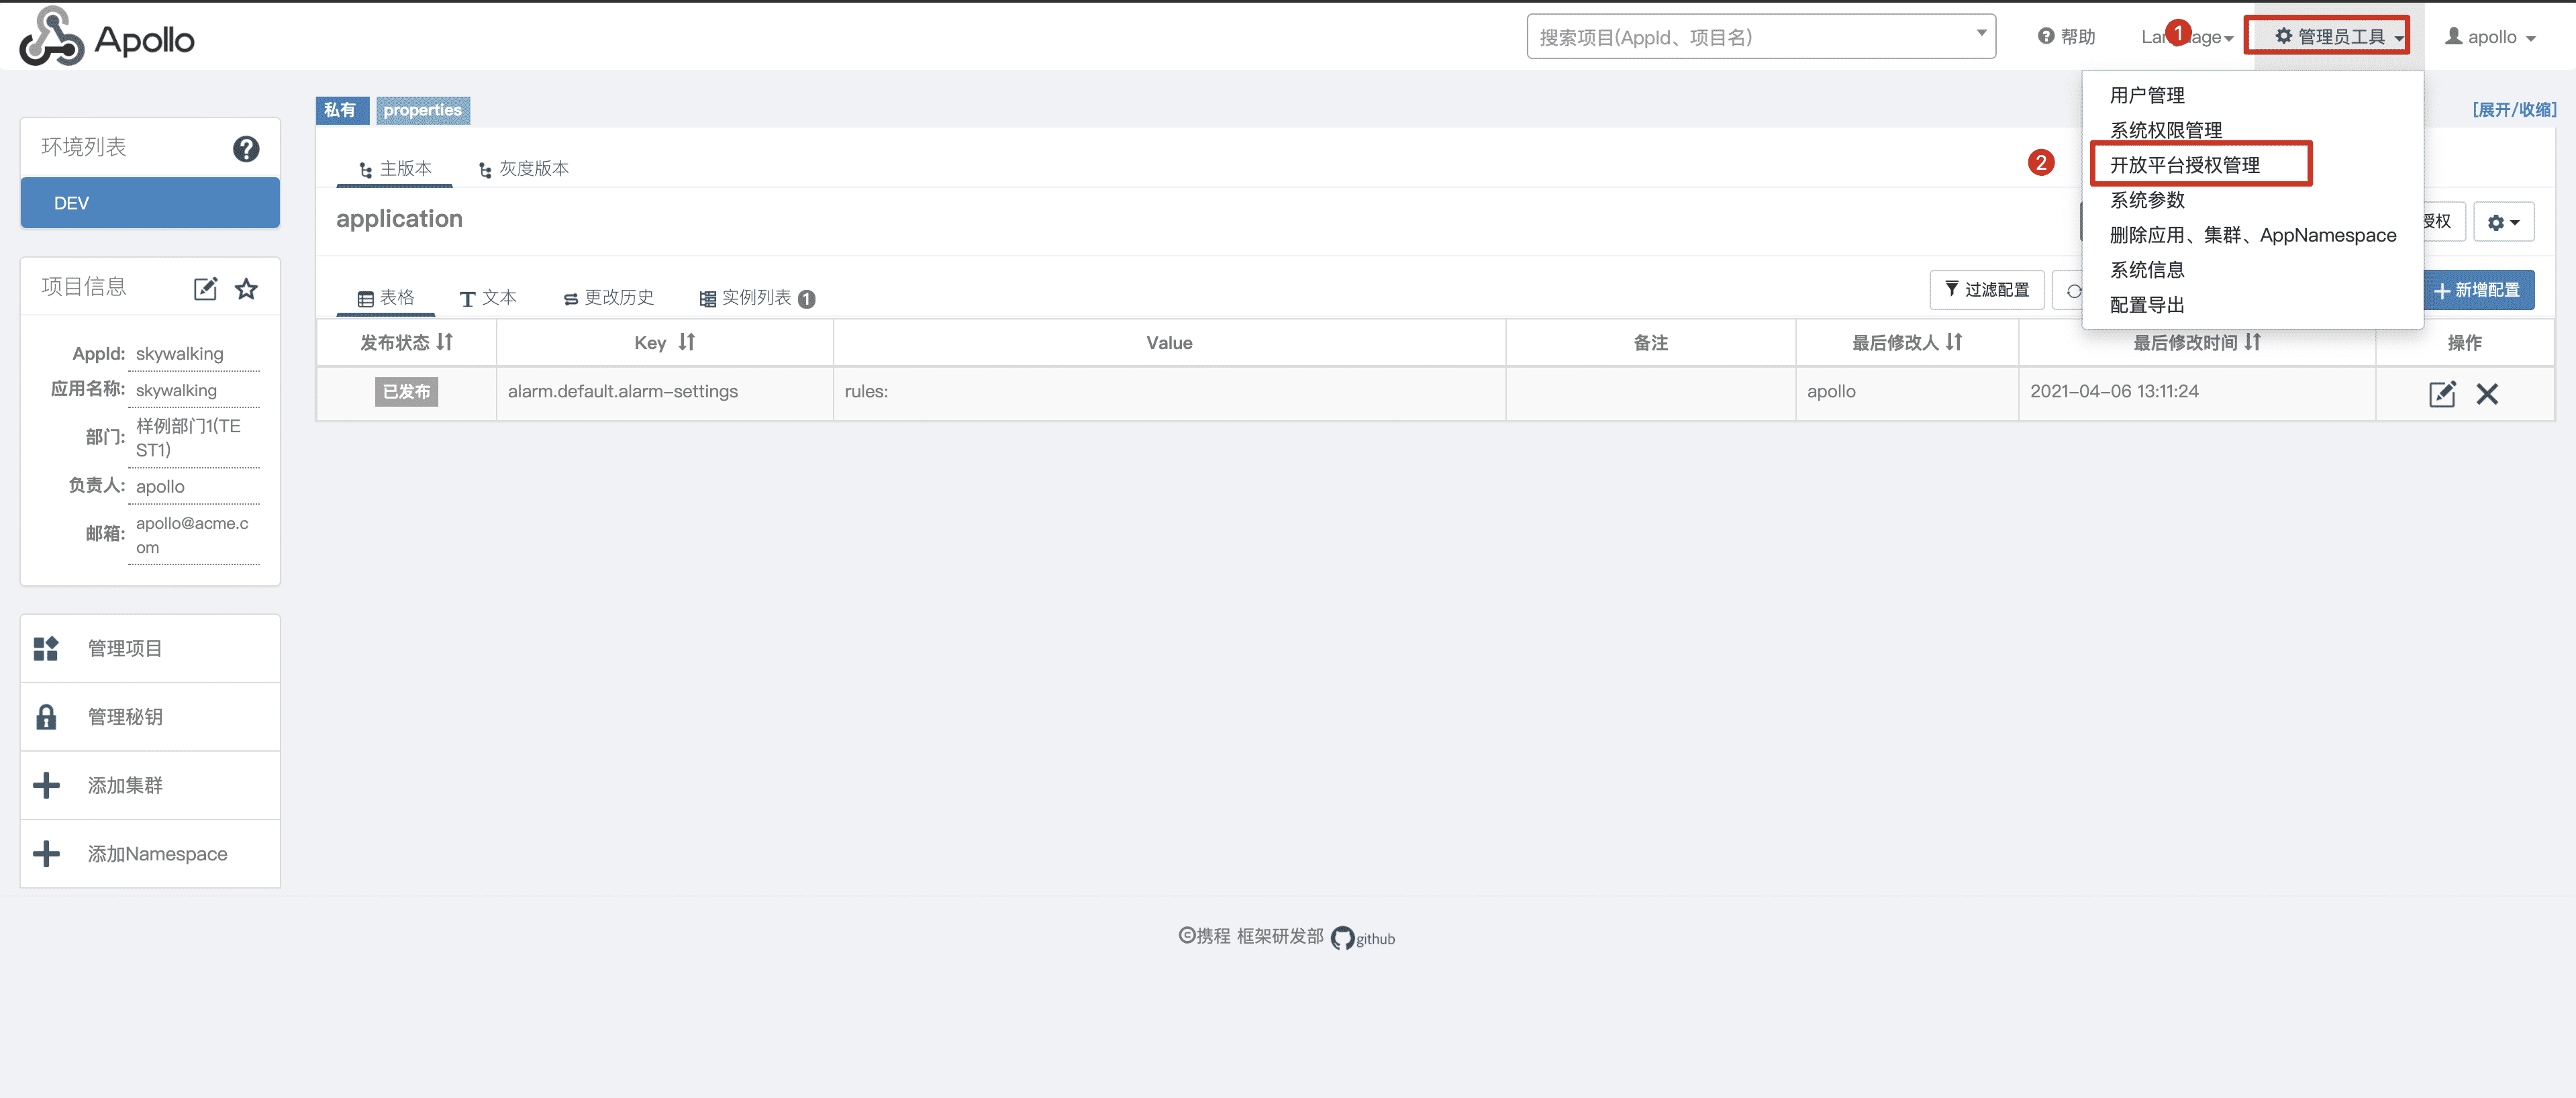 Apollo
搜索项目(AppId、项目名)
帮助
1
管理员工具
apollo
用户管理
系统权限管理
2
开放平台授权管理
系统参数
删除应用、集群、AppNamespace
系统信息
配置导出
环境列表
DEV
项目信息
AppId: skywalking
应用名称: skywalking
部门: 样例部门1(TE
ST1)
负责人: apollo
邮箱: apollo@acme.c
om
管理项目
管理秘钥
添加集群
添加Namespace
私有 properties
[展开/收缩]
主版本 灰度版本
application
授权
表格 文本 更改历史 实例列表 1
过滤配置
新增配置
发布状态 Key Value 备注 最后修改人 最后修改时间 操作
已发布 alarm.default.alarm-settings rules: apollo 2021-04-06 13:11:24
©携程 框架研发部 github